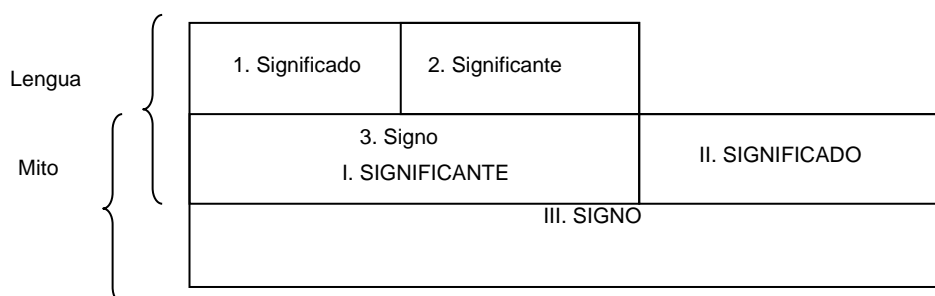 Lengua
1. Significado
2. Significante
Mito
3. Signo
I. SIGNIFICANTE
II. SIGNIFICADO
III. SIGNO